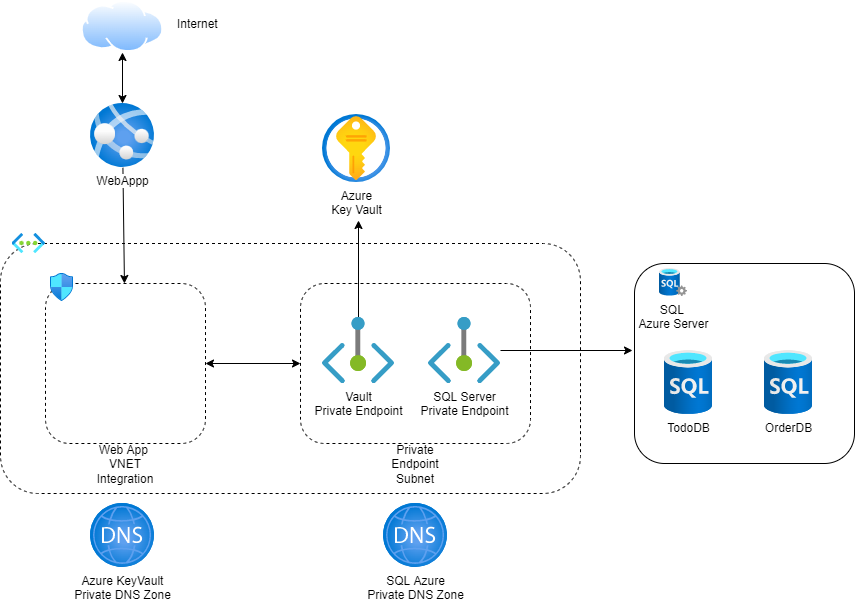 Internet
WebAppp
Azure
Key Vault
SQL
SQL
Azure Server
Vault
Private Endpoint
SQL Server
Private Endpoint
SQL
SQL
TodoDB
OrderDB
Web App
VNET
Integration
Private
Endpoint
Subnet
DNS
DNS
Azure KeyVault
Private DNS Zone
SQL Azure
Private DNS Zone